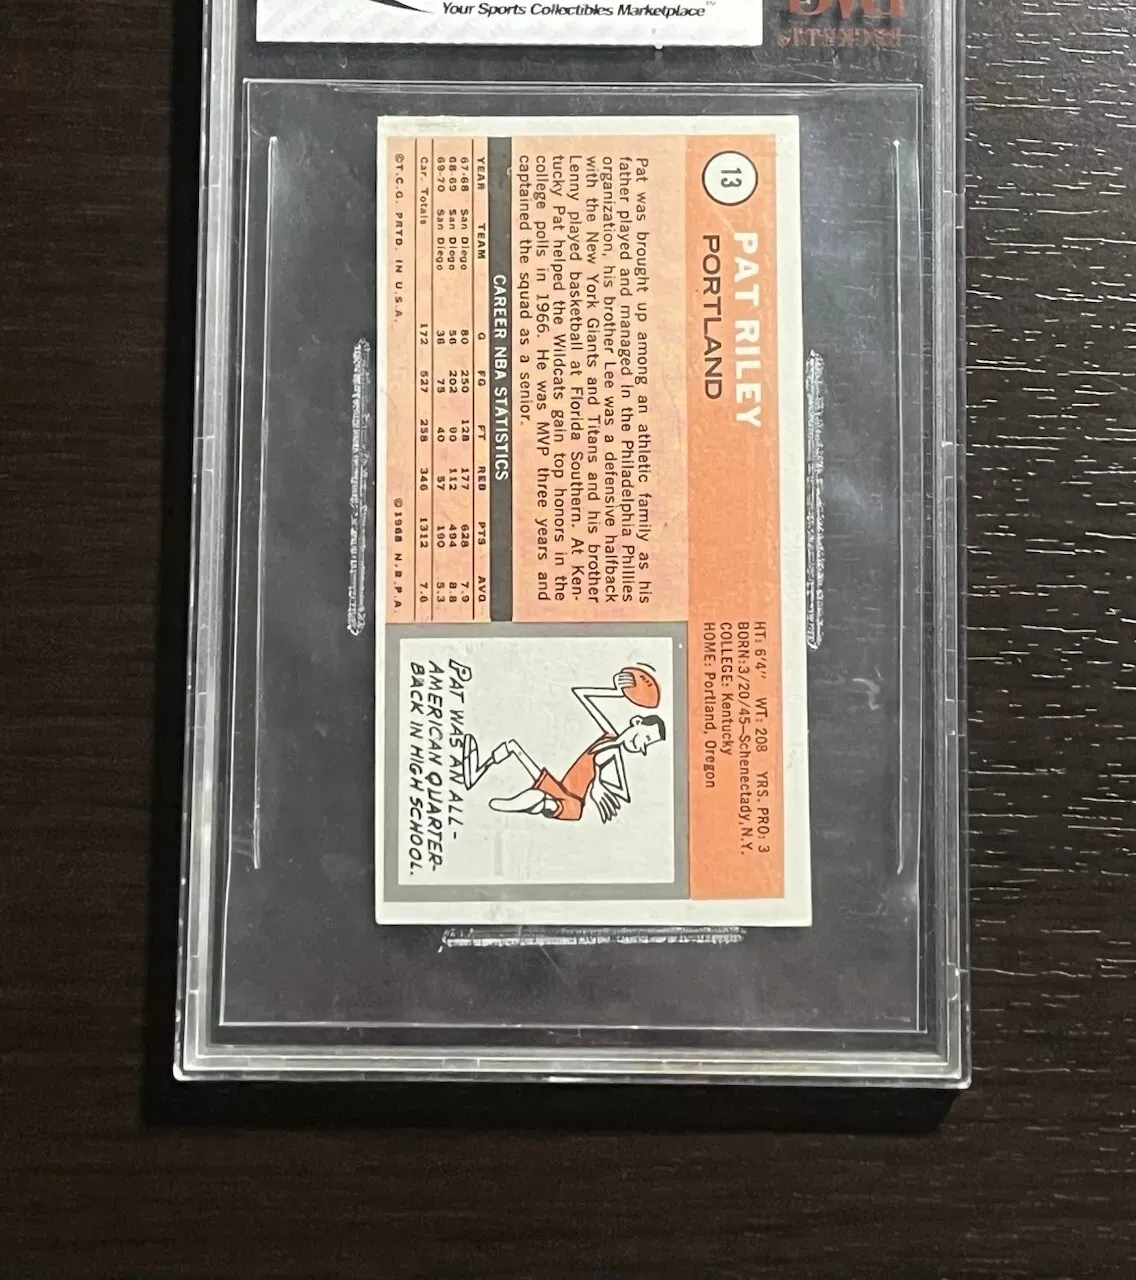 Your Sports Collectibles Marketplace™
BECKETT
13
PAT RILEY
PORTLAND
HT: 6'4" WT: 208 YRS. PRO: 3
BORN: 3/20/45—Schenectady, N.Y.
COLLEGE: Kentucky
HOME: Portland, Oregon
Pat was brought up among an athletic family as his
father played and managed in the Philadelphia Phillies
organization, his brother Lee was a defensive halfback
with the New York Giants and Titans and his brother
Lenny played basketball at Florida Southern. At Ken-
tucky Pat helped the Wildcats gain top honors in the
college polls in 1966. He was MVP three years and
captained the squad as a senior.
CAREER NBA STATISTICS
YEAR TEAM G FG FT REB PTS AVG
67-68 San Diego 80 250 128 177 628 7.9
68-69 San Diego 56 202 90 112 494 8.8
69-70 San Diego 36 75 40 57 190 5.3
Car. Totals 172 527 258 346 1312 7.6
©T.C.G. PRTD. IN U.S.A. ©1968 N.B.P.A.
PAT WAS AN ALL-
AMERICAN QUARTER-
BACK IN HIGH SCHOOL.